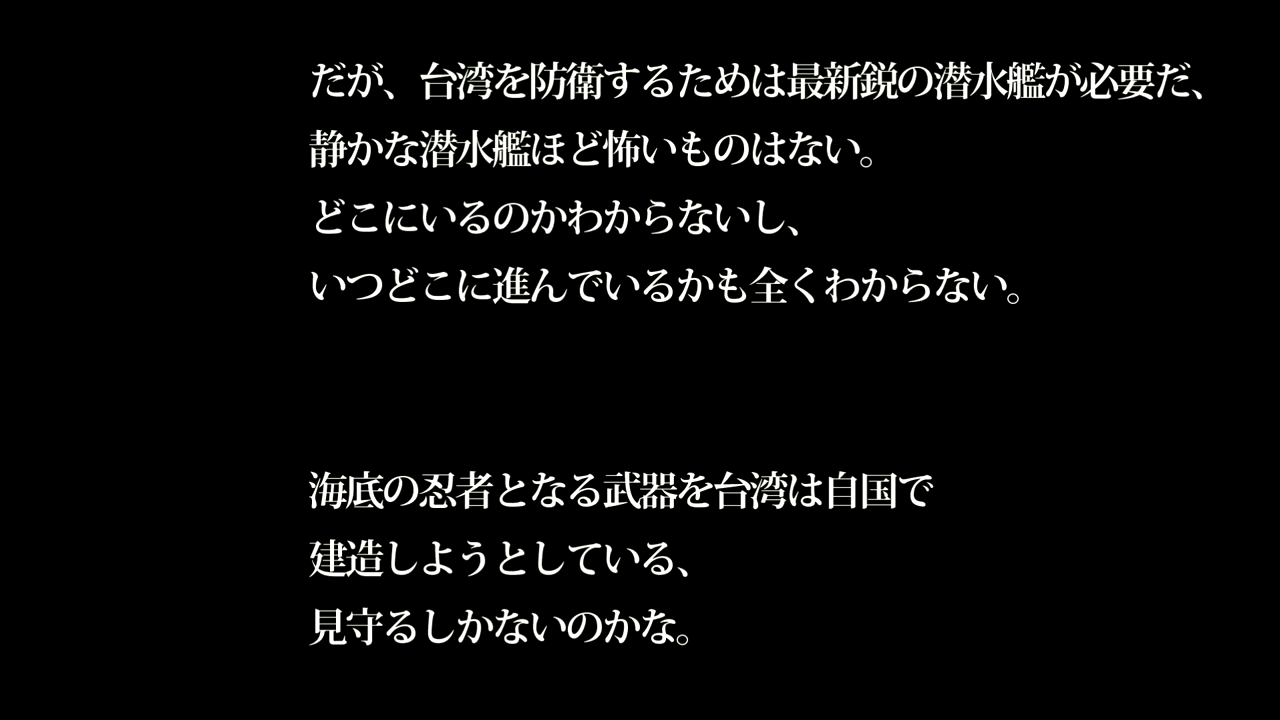 だが、台湾を防衛するためは最新鋭の潜水艦が必要だ、
静かな潜水艦ほど怖いものはない。
どこにいるのかわからないし、
いつどこに進んでいるかも全くわからない。
海底の忍者となる武器を台湾は自国で
建造しようとしている、
見守るしかないのかな。